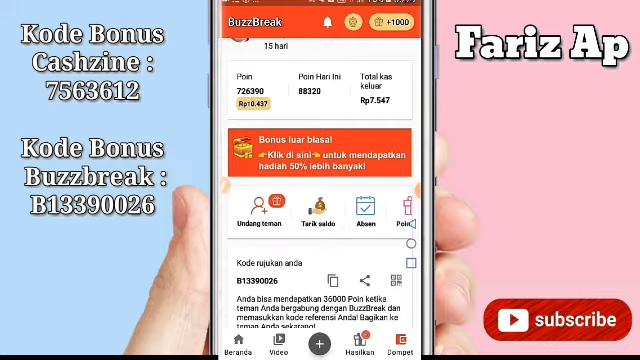 Kode Bonus
Cashzine :
7563612
Kode Bonus
Buzzbreak :
B13390026
BuzzBreak
+1000
15 hari
Poin
Poin Hari Ini
Total kas
keluar
726390
88320
Rp7.547
Rp10.437
Bonus luar biasa!
👉Klik di sini👈 untuk mendapatkan
hadiah 50% lebih banyak!
Undang teman
Tarik saldo
Absen
Poin
Kode rujukan anda
B13390026
Anda bisa mendapatkan 36000 Poin ketika
teman Anda bergabung dengan BuzzBreak dan
memasukkan kode referensi Anda! Bagikan ke
teman Anda sekarang!
Beranda
Video
Hasilkan
Dompet
Fariz Ap
subscribe